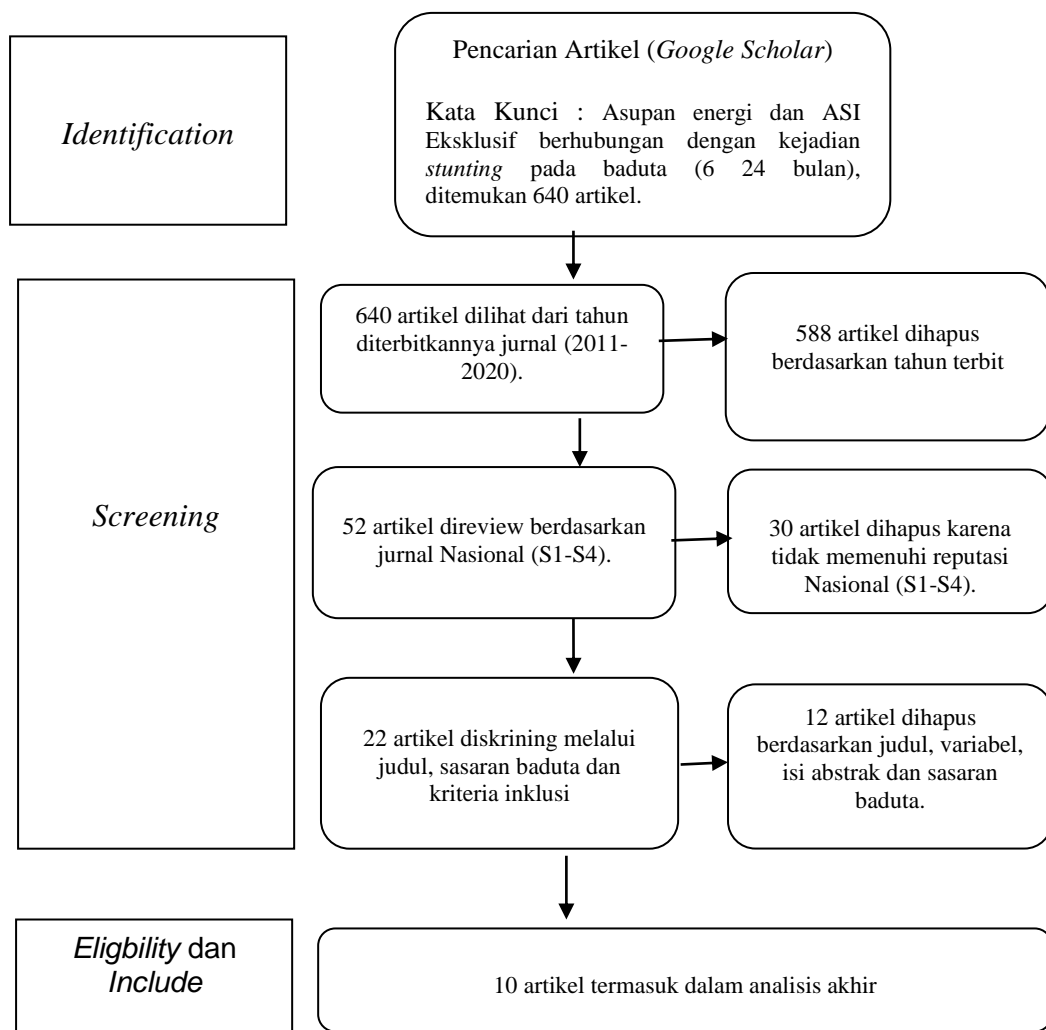 Identification
Pencarian Artikel (Google Scholar)
Kata Kunci : Asupan energi dan ASI
Eksklusif berhubungan dengan kejadian
stunting pada baduta (6 24 bulan),
ditemukan 640 artikel.
Screening
640 artikel dilihat dari tahun
diterbitkannya jurnal (2011-
2020).
588 artikel dihapus
berdasarkan tahun terbit
52 artikel direview berdasarkan
jurnal Nasional (S1-S4).
30 artikel dihapus karena
tidak memenuhi reputasi
Nasional (S1-S4).
22 artikel diskrining melalui
judul, sasaran baduta dan
kriteria inklusi
12 artikel dihapus
berdasarkan judul, variabel,
isi abstrak dan sasaran
baduta.
Eligbility dan
Include
10 artikel termasuk dalam analisis akhir